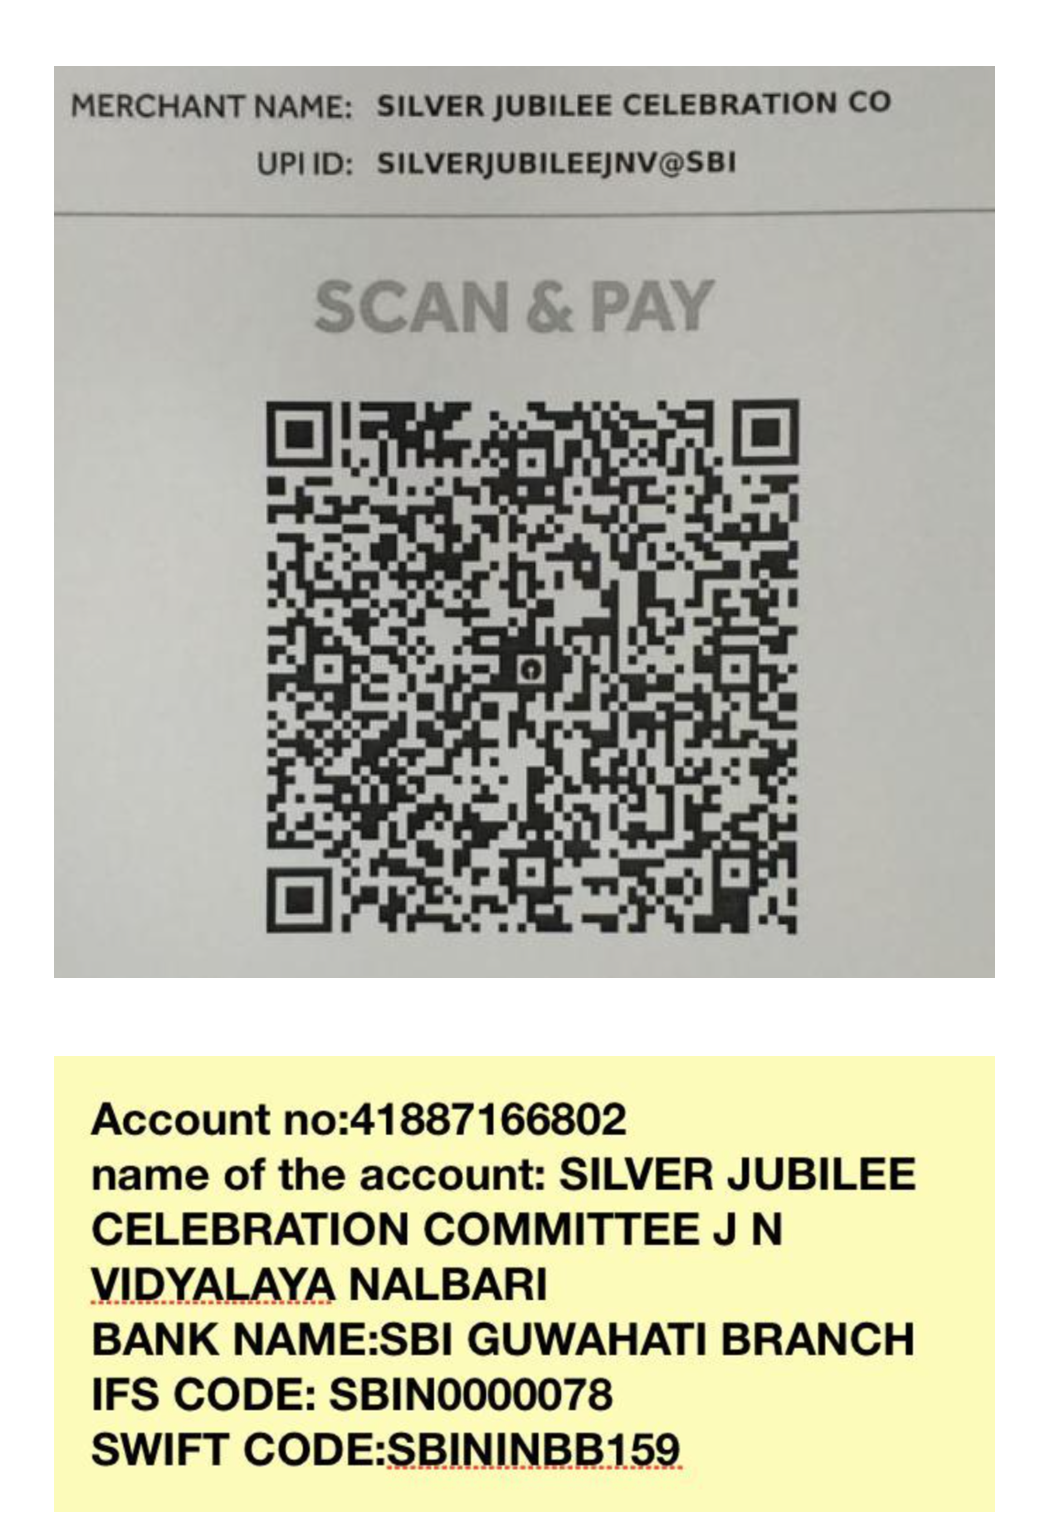 MERCHANT NAME: SILVER JUBILEE CELEBRATION CO
UPI ID: SILVERJUBILEEJNV@SBI
SCAN & PAY
Account no:41887166802
name of the account: SILVER JUBILEE
CELEBRATION COMMITTEE J N
VIDYALAYA NALBARI
BANK NAME:SBI GUWAHATI BRANCH
IFS CODE: SBIN0000078
SWIFT CODE:SBININBB159